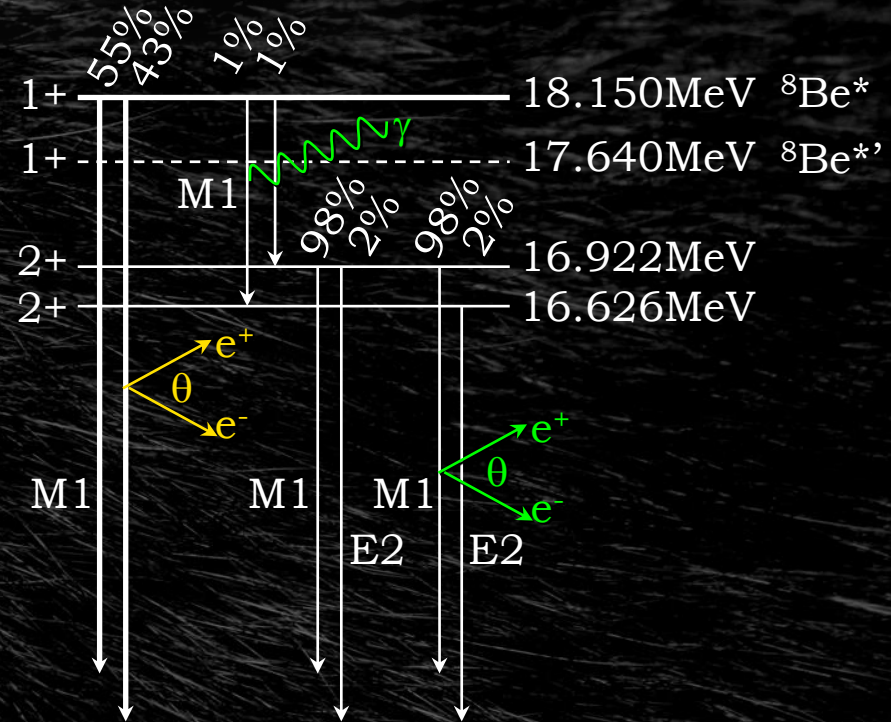 55% 43% 1% 1%
1+ 18.150MeV ⁸Be*
γ
1+ 17.640MeV ⁸Be*’
M1
98% 2% 98% 2%
2+ 16.922MeV
2+ 16.626MeV
e⁺
θ
e⁻
e⁺
θ
e⁻
M1 M1 M1
E2 E2